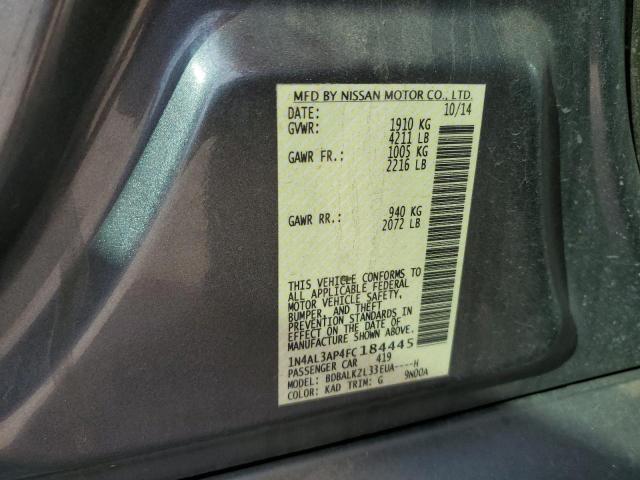 MFD BY NISSAN MOTOR CO., LTD.
DATE: 10/14
GVWR: 1910 KG
4211 LB
GAWR FR.: 1005 KG
2216 LB
GAWR RR.: 940 KG
2072 LB
THIS VEHICLE CONFORMS TO
ALL APPLICABLE FEDERAL
MOTOR VEHICLE SAFETY,
BUMPER, AND THEFT
PREVENTION STANDARDS IN
EFFECT ON THE DATE OF
MANUFACTURE SHOWN ABOVE.
1N4AL3AP4FC184445
PASSENGER CAR 419
MODEL: BDBALKZL33EUA----H
COLOR: KAD TRIM: G 9N00A